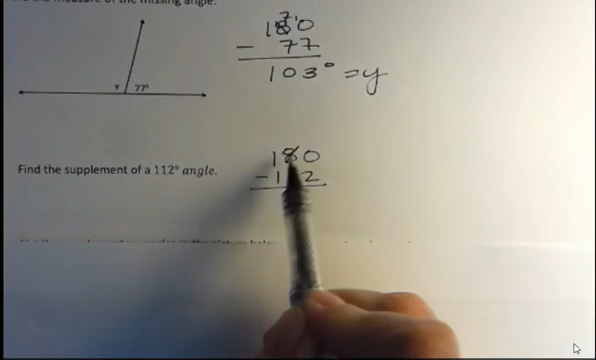 the measure of the missing angle.
180
- 77
103° = y
y 77°
Find the supplement of a 112° angle.
180